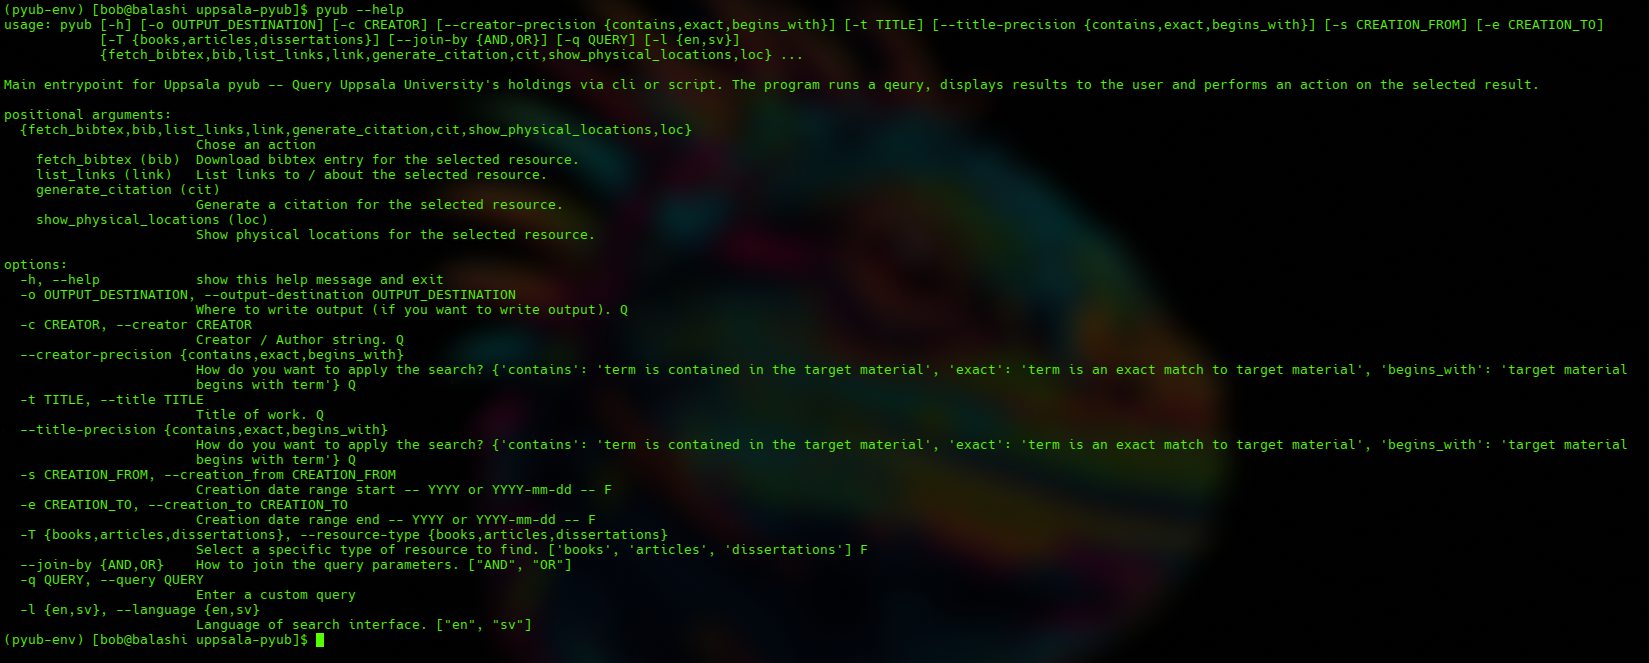 (pyub-env) [bob@balashi uppsala-pyub]$ pyub --help
usage: pyub [-h] [-o OUTPUT_DESTINATION] [-c CREATOR] [--creator-precision {contains,exact,begins_with}] [-t TITLE] [--title-precision {contains,exact,begins_with}] [-s CREATION_FROM] [-e CREATION_TO]
            [-T {books,articles,dissertations}] [--join-by {AND,OR}] [-q QUERY] [-l {en,sv}]
            {fetch_bibtex,bib,list_links,link,generate_citation,cit,show_physical_locations,loc} ...

Main entrypoint for Uppsala pyub -- Query Uppsala University's holdings via cli or script. The program runs a qeury, displays results to the user and performs an action on the selected result.

positional arguments:
  {fetch_bibtex,bib,list_links,link,generate_citation,cit,show_physical_locations,loc}
                        Chose an action
    fetch_bibtex (bib)  Download bibtex entry for the selected resource.
    list_links (link)   List links to / about the selected resource.
    generate_citation (cit)
                        Generate a citation for the selected resource.
    show_physical_locations (loc)
                        Show physical locations for the selected resource.

options:
  -h, --help            show this help message and exit
  -o OUTPUT_DESTINATION, --output-destination OUTPUT_DESTINATION
                        Where to write output (if you want to write output). Q
  -c CREATOR, --creator CREATOR
                        Creator / Author string. Q
  --creator-precision {contains,exact,begins_with}
                        How do you want to apply the search? {'contains': 'term is contained in the target material', 'exact': 'term is an exact match to target material', 'begins_with': 'target material
                        begins with term'} Q
  -t TITLE, --title TITLE
                        Title of work. Q
  --title-precision {contains,exact,begins_with}
                        How do you want to apply the search? {'contains': 'term is contained in the target material', 'exact': 'term is an exact match to target material', 'begins_with': 'target material
                        begins with term'} Q
  -s CREATION_FROM, --creation_from CREATION_FROM
                        Creation date range start -- YYYY or YYYY-mm-dd -- F
  -e CREATION_TO, --creation_to CREATION_TO
                        Creation date range end -- YYYY or YYYY-mm-dd -- F
  -T {books,articles,dissertations}, --resource-type {books,articles,dissertations}
                        Select a specific type of resource to find. ['books', 'articles', 'dissertations'] F
  --join-by {AND,OR}    How to join the query parameters. ["AND", "OR"]
  -q QUERY, --query QUERY
                        Enter a custom query
  -l {en,sv}, --language {en,sv}
                        Language of search interface. ["en", "sv"]
(pyub-env) [bob@balashi uppsala-pyub]$